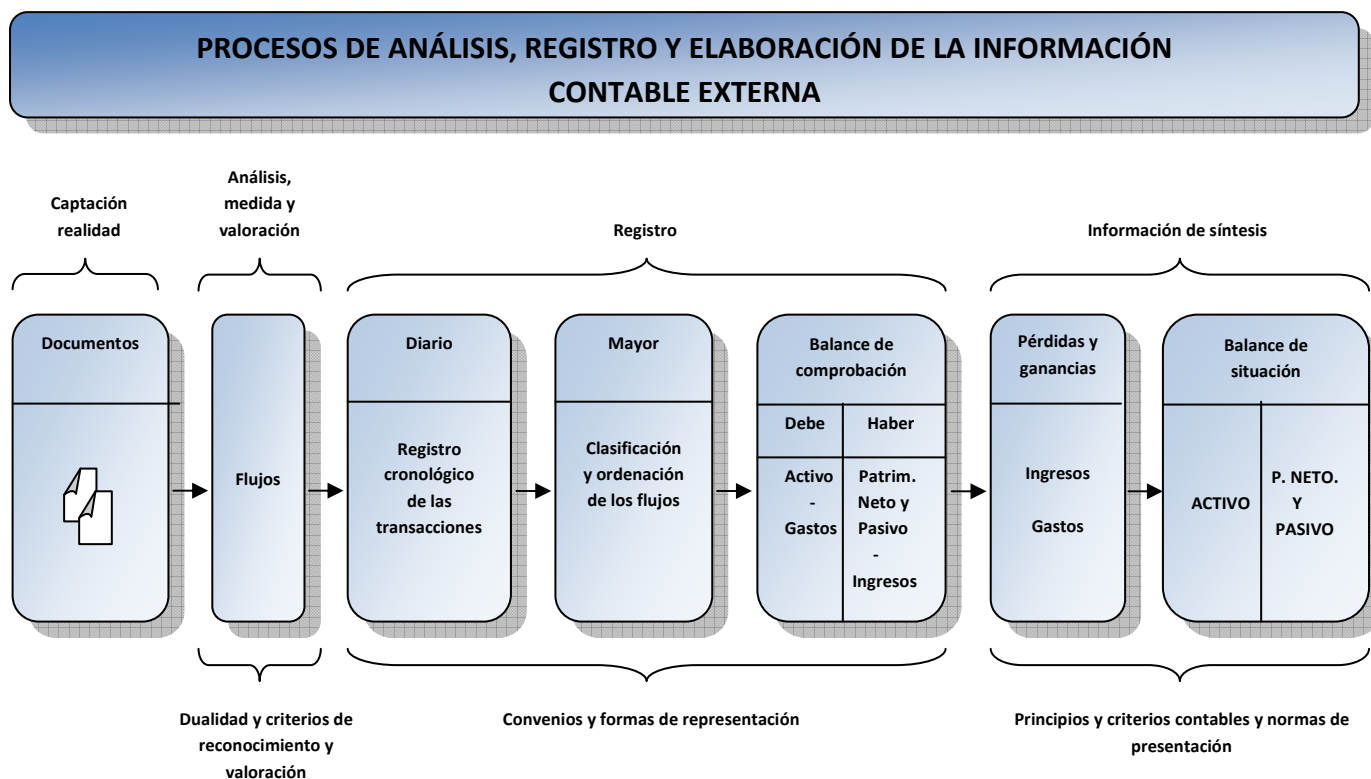 PROCESOS DE ANÁLISIS, REGISTRO Y ELABORACIÓN DE LA INFORMACIÓN
CONTABLE EXTERNA
Captación
realidad
Análisis,
medida y
valoración
Registro
Información de síntesis
Documentos
Flujos
Diario
Registro
cronológico
de las
transacciones
Mayor
Clasificación
y ordenación
de los flujos
Balance de
comprobación
Debe
Haber
Activo
-
Gastos
Patrim.
Neto y
Pasivo
-
Ingresos
Pérdidas y
ganancias
Ingresos
Gastos
Balance de
situación
ACTIVO
P. NETO.
Y
PASIVO
Dualidad y criterios de
reconocimiento y
valoración
Convenios y formas de representación
Principios y criterios contables y normas de
presentación